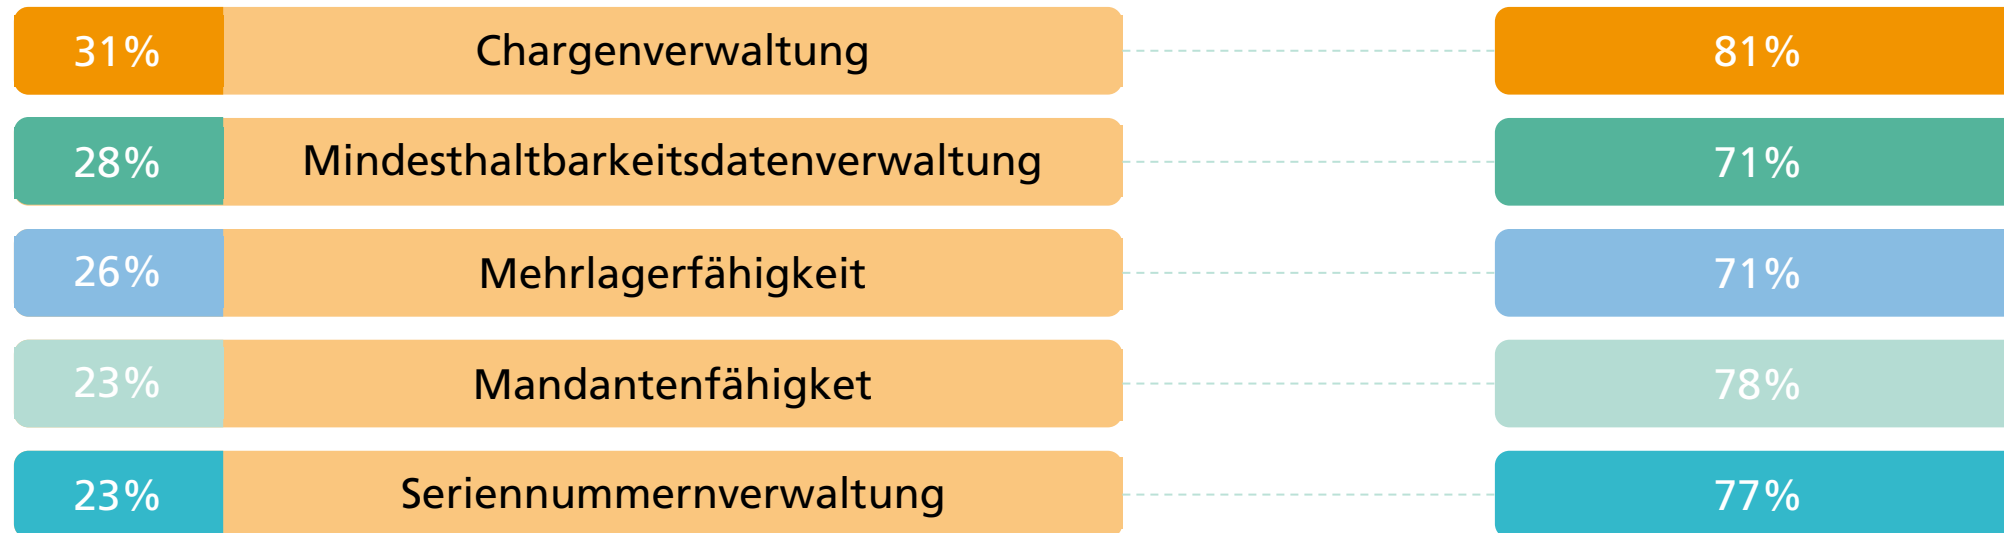 31% Chargenverwaltung 81%
28% Mindesthaltbarkeitsdatenverwaltung 71%
26% Mehrlagerfähigkeit 71%
23% Mandantenfähigket 78%
23% Seriennummernverwaltung 77%